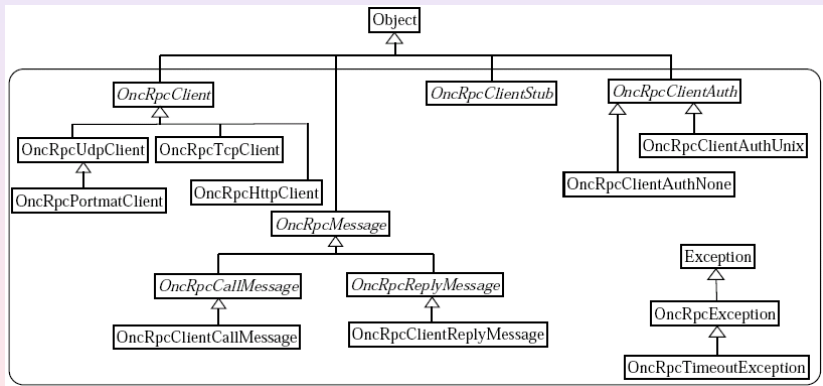 Object
OncRpcClient
OncRpcClientStub
OncRpcClientAuth
OncRpcUdpClient
OncRpcTcpClient
OncRpcClientAuthUnix
OncRpcPortmatClient
OncRpcHttpClient
OncRpcClientAuthNone
OncRpcMessage
Exception
OncRpcCallMessage
OncRpcReplyMessage
OncRpcException
OncRpcClientCallMessage
OncRpcClientReplyMessage
OncRpcTimeoutException